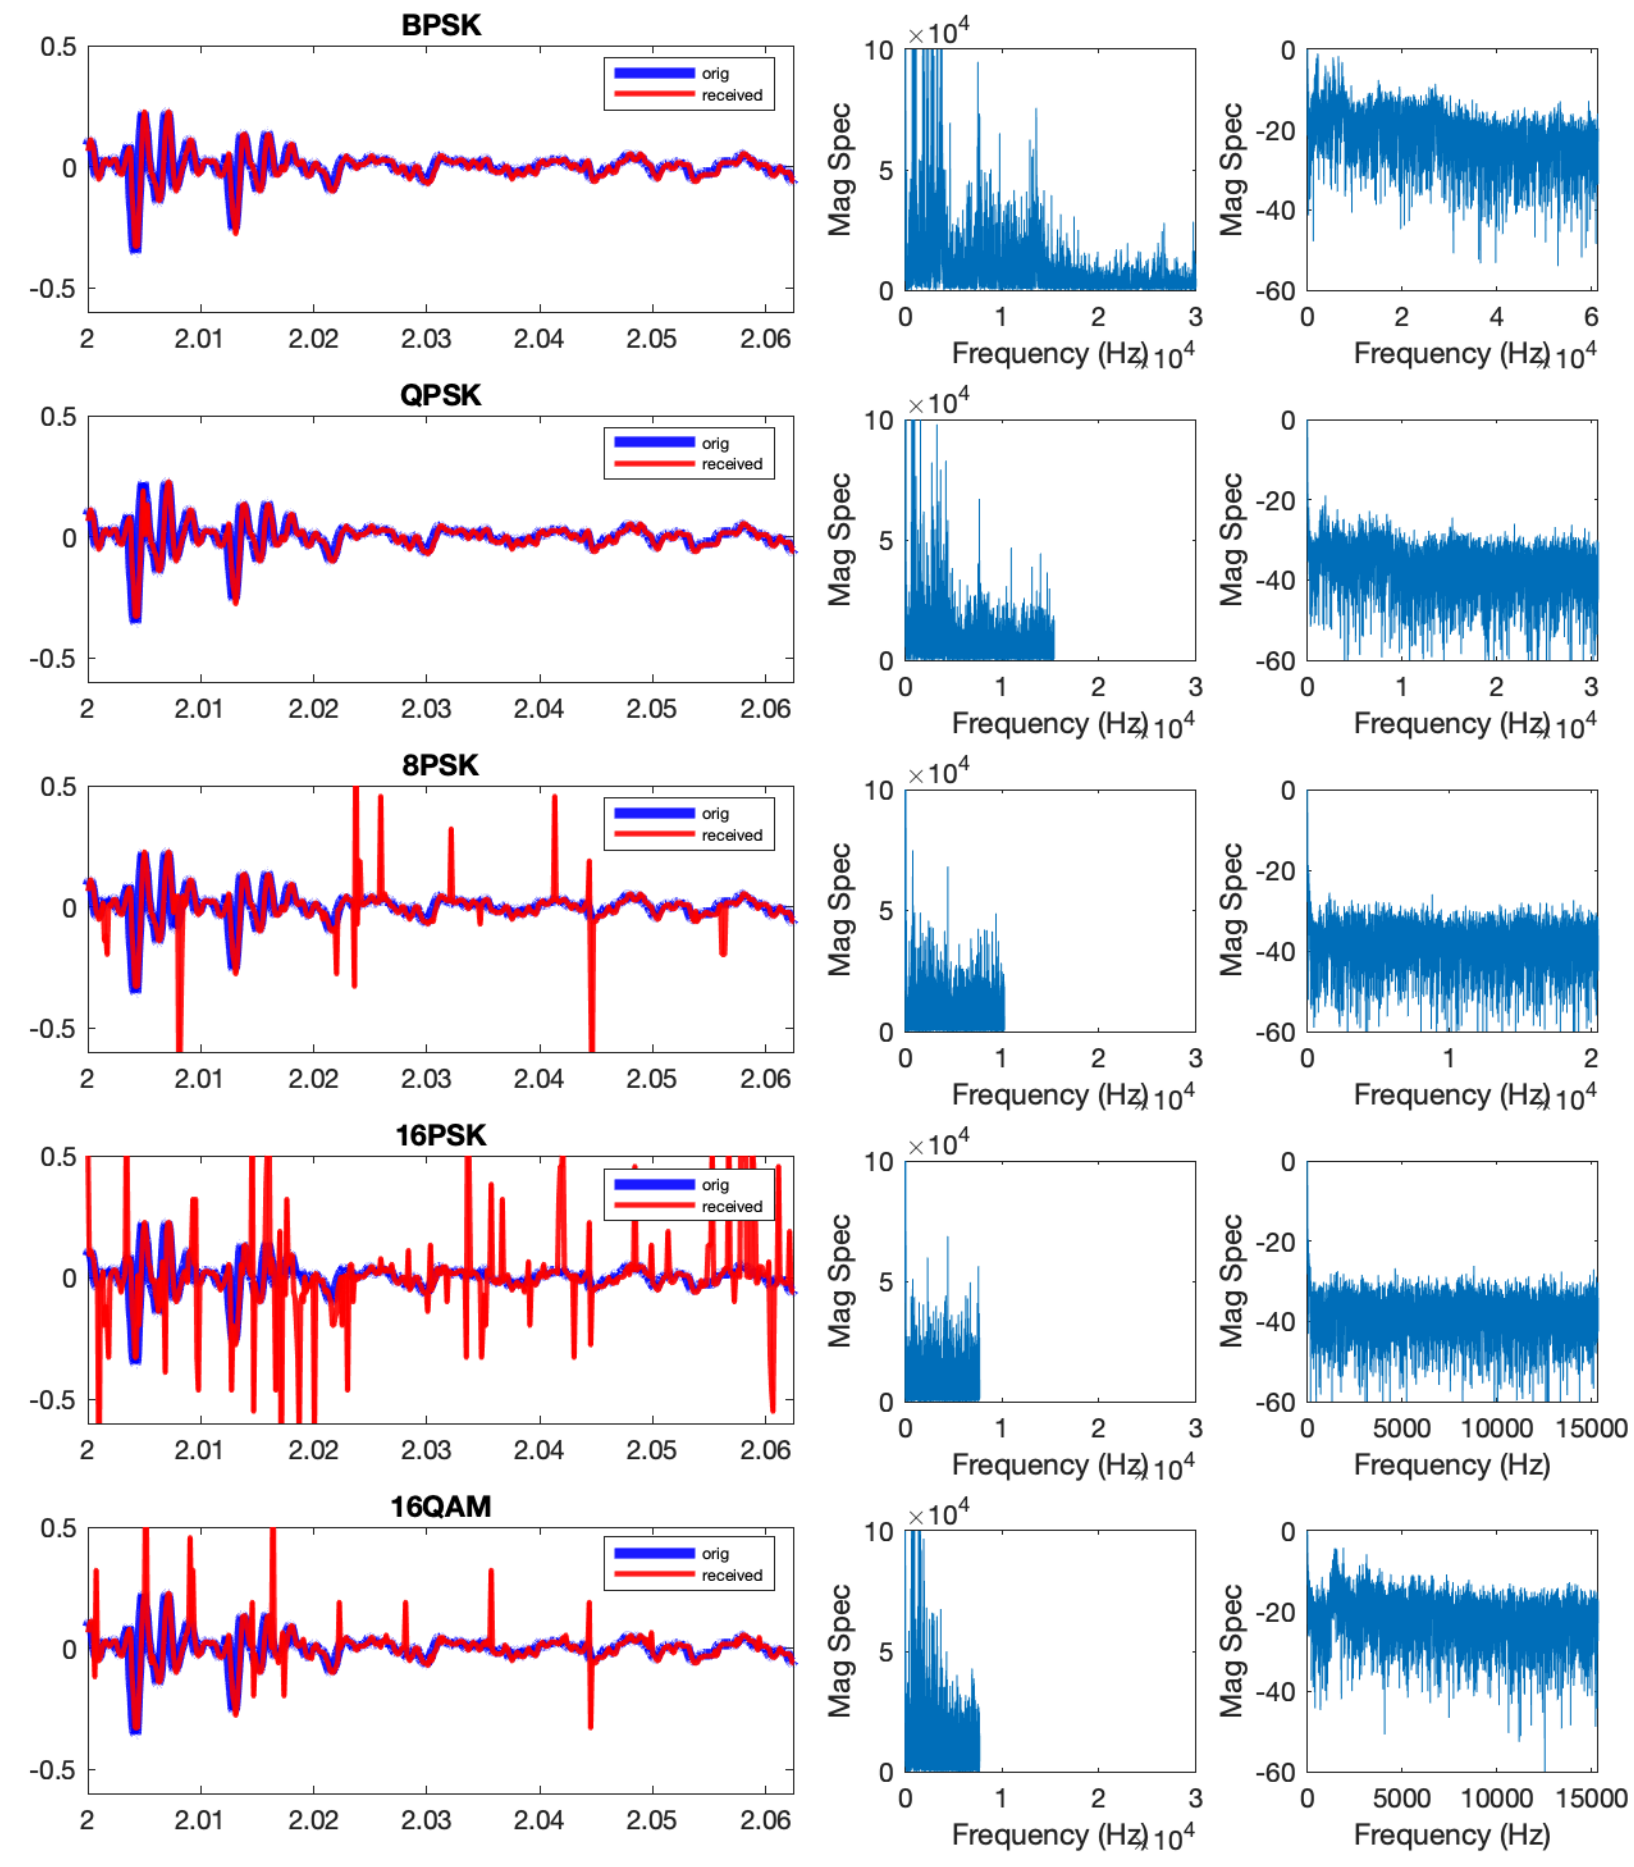 BPSK
0.5
0
-0.5
orig
received
2 2.01 2.02 2.03 2.04 2.05 2.06
×10⁴
10
5
0
Mag Spec
0 1 2 3
Frequency (Hz) ×10⁴
0
-20
-40
-60
Mag Spec
0 2 4 6
Frequency (Hz) ×10⁴
QPSK
0.5
0
-0.5
orig
received
2 2.01 2.02 2.03 2.04 2.05 2.06
×10⁴
10
5
0
Mag Spec
0 1 2 3
Frequency (Hz) ×10⁴
0
-20
-40
-60
Mag Spec
0 1 2 3
Frequency (Hz) ×10⁴
8PSK
0.5
0
-0.5
orig
received
2 2.01 2.02 2.03 2.04 2.05 2.06
×10⁴
10
5
0
Mag Spec
0 1 2 3
Frequency (Hz) ×10⁴
0
-20
-40
-60
Mag Spec
0 1 2
Frequency (Hz) ×10⁴
16PSK
0.5
0
-0.5
orig
received
2 2.01 2.02 2.03 2.04 2.05 2.06
×10⁴
10
5
0
Mag Spec
0 1 2 3
Frequency (Hz) ×10⁴
0
-20
-40
-60
Mag Spec
0 5000 10000 15000
Frequency (Hz)
16QAM
0.5
0
-0.5
orig
received
2 2.01 2.02 2.03 2.04 2.05 2.06
×10⁴
10
5
0
Mag Spec
0 1 2 3
Frequency (Hz) ×10⁴
0
-20
-40
-60
Mag Spec
0 5000 10000 15000
Frequency (Hz)